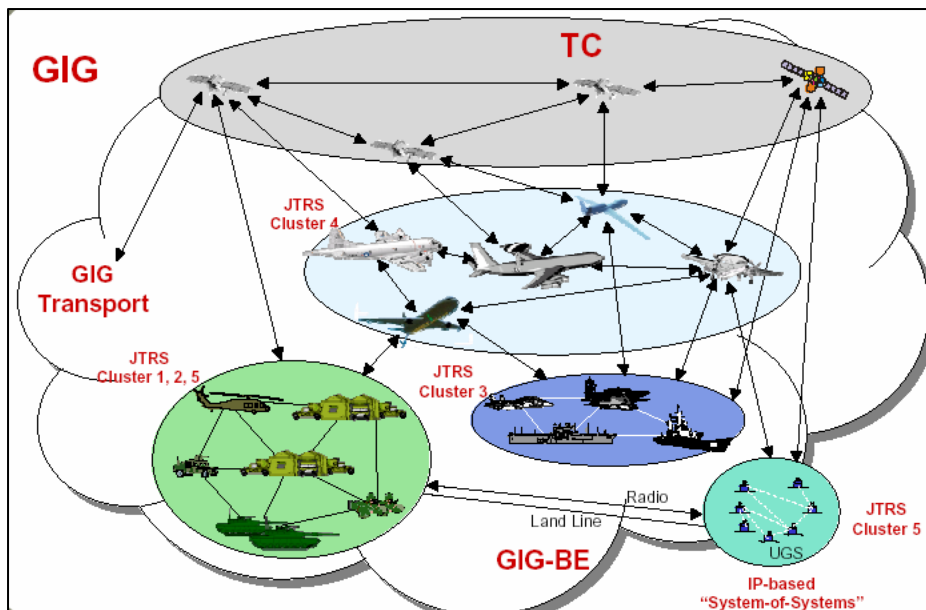 GIG
TC
JTRS
Cluster 4
GIG
Transport
JTRS
Cluster 1, 2, 5
JTRS
Cluster 3
Radio
Land Line
JTRS
Cluster 5
UGS
GIG-BE
IP-based
“System-of-Systems”